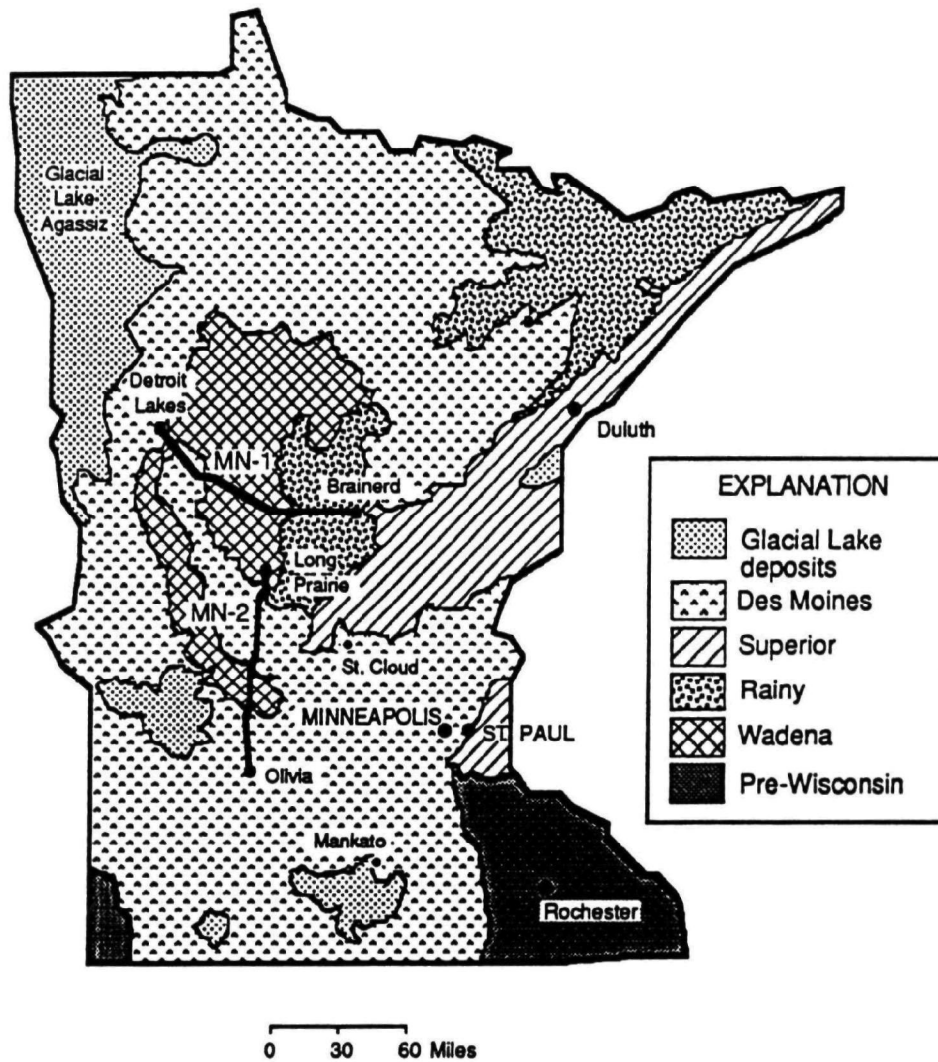 Glacial
Lake
Agassiz
Detroit
Lakes
MN-1
Brainerd
Duluth
Long
Prairie
MN-2
St. Cloud
MINNEAPOLIS
ST. PAUL
Olivia
Mankato
Rochester
EXPLANATION
Glacial Lake
deposits
Des Moines
Superior
Rainy
Wadena
Pre-Wisconsin
0 30 60 Miles